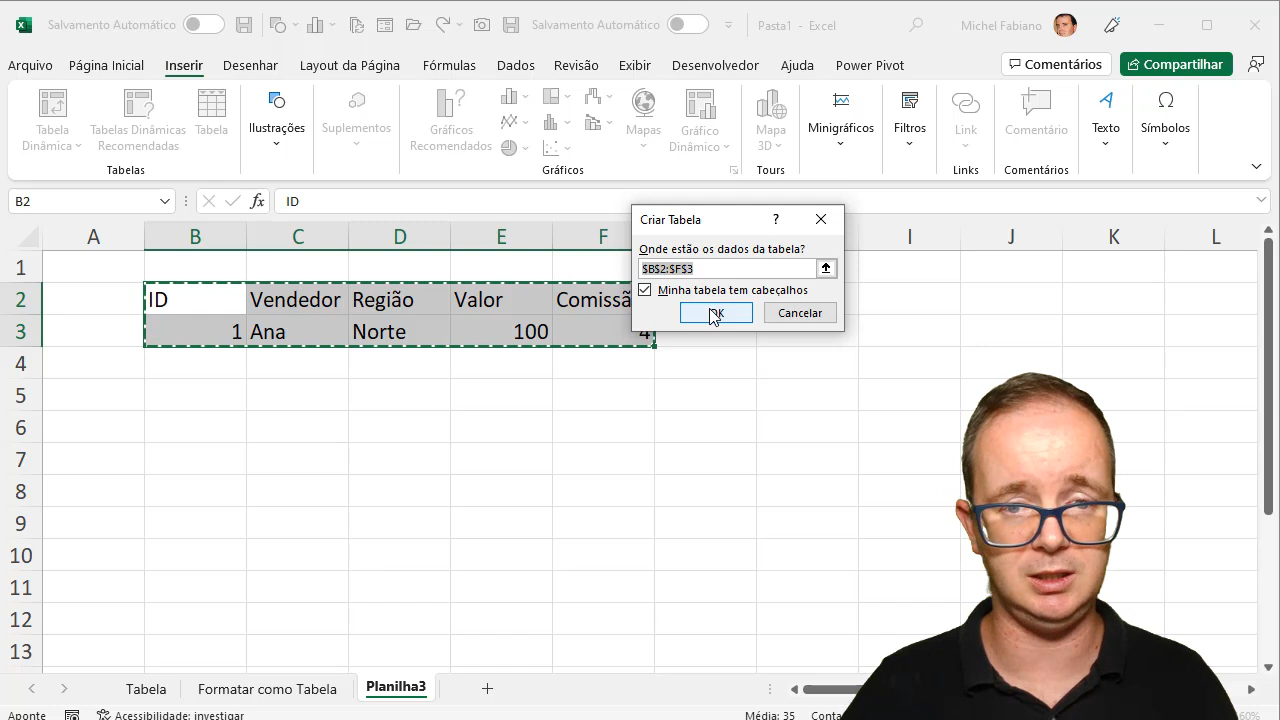 Salvamento Automático
Salvamento Automático
Pasta1 - Excel
Michel Fabiano
Arquivo
Página Inicial
Inserir
Desenhar
Layout da Página
Fórmulas
Dados
Revisão
Exibir
Desenvolvedor
Ajuda
Power Pivot
Comentários
Compartilhar
Tabela
Dinâmica
Tabelas Dinâmicas
Recomendadas
Tabela
Ilustrações
Suplementos
Gráficos
Recomendados
Mapas
Gráfico
Dinâmico
Mapa
3D
Minigráficos
Filtros
Link
Comentário
Texto
Símbolos
Tabelas
Gráficos
Tours
Links
Comentários
B2
fx
ID
Criar Tabela
?
Onde estão os dados da tabela?
$B$2:$F$3
Minha tabela tem cabeçalhos
OK
Cancelar
A B C D E F I J K L
1
2 ID Vendedor Região Valor Comissã
3 1 Ana Norte 100 4
4
5
6
7
8
9
10
11
12
13
Tabela
Formatar como Tabela
Planilha3
Aponte
Acessibilidade: investigar
Média: 35
60%